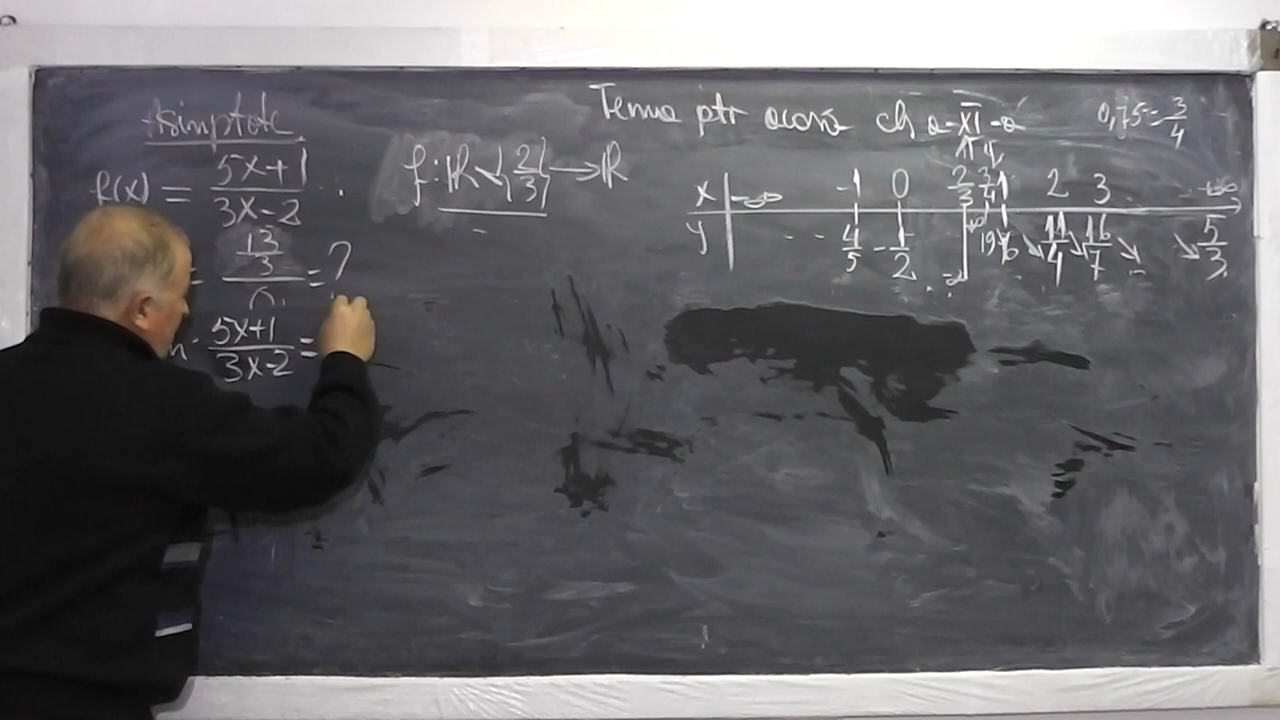 Asimptote
f(x) = (5x+1)/(3x-2)
f: ℝ\{2/3} → ℝ
= (13/3)/0 = ?
(5x+1)/(3x-2) =
Tema ptr acasă cls a-XI-a
0,75 = 3/4
x | -∞ -1 0 2/3 3/4 1 2 3 +∞
y | 4/5 -1/2 -∞ +∞ 19 6 ↘ 11/4 ↘ 16/7 ↘ ↘ 5/3